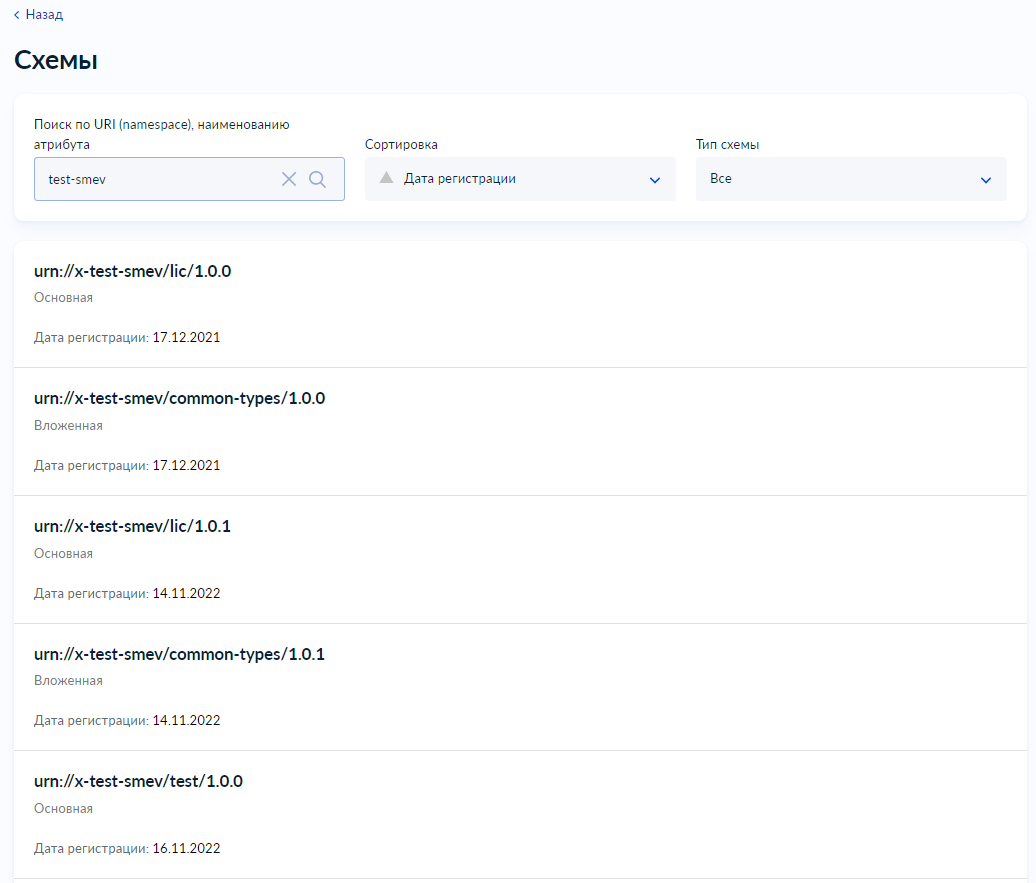 Назад
Схемы
Поиск по URI (namespace), наименованию
атрибута
Сортировка
Тип схемы
test-smev
Дата регистрации
Все
urn://x-test-smev/lic/1.0.0
Основная
Дата регистрации: 17.12.2021
urn://x-test-smev/common-types/1.0.0
Вложенная
Дата регистрации: 17.12.2021
urn://x-test-smev/lic/1.0.1
Основная
Дата регистрации: 14.11.2022
urn://x-test-smev/common-types/1.0.1
Вложенная
Дата регистрации: 14.11.2022
urn://x-test-smev/test/1.0.0
Основная
Дата регистрации: 16.11.2022